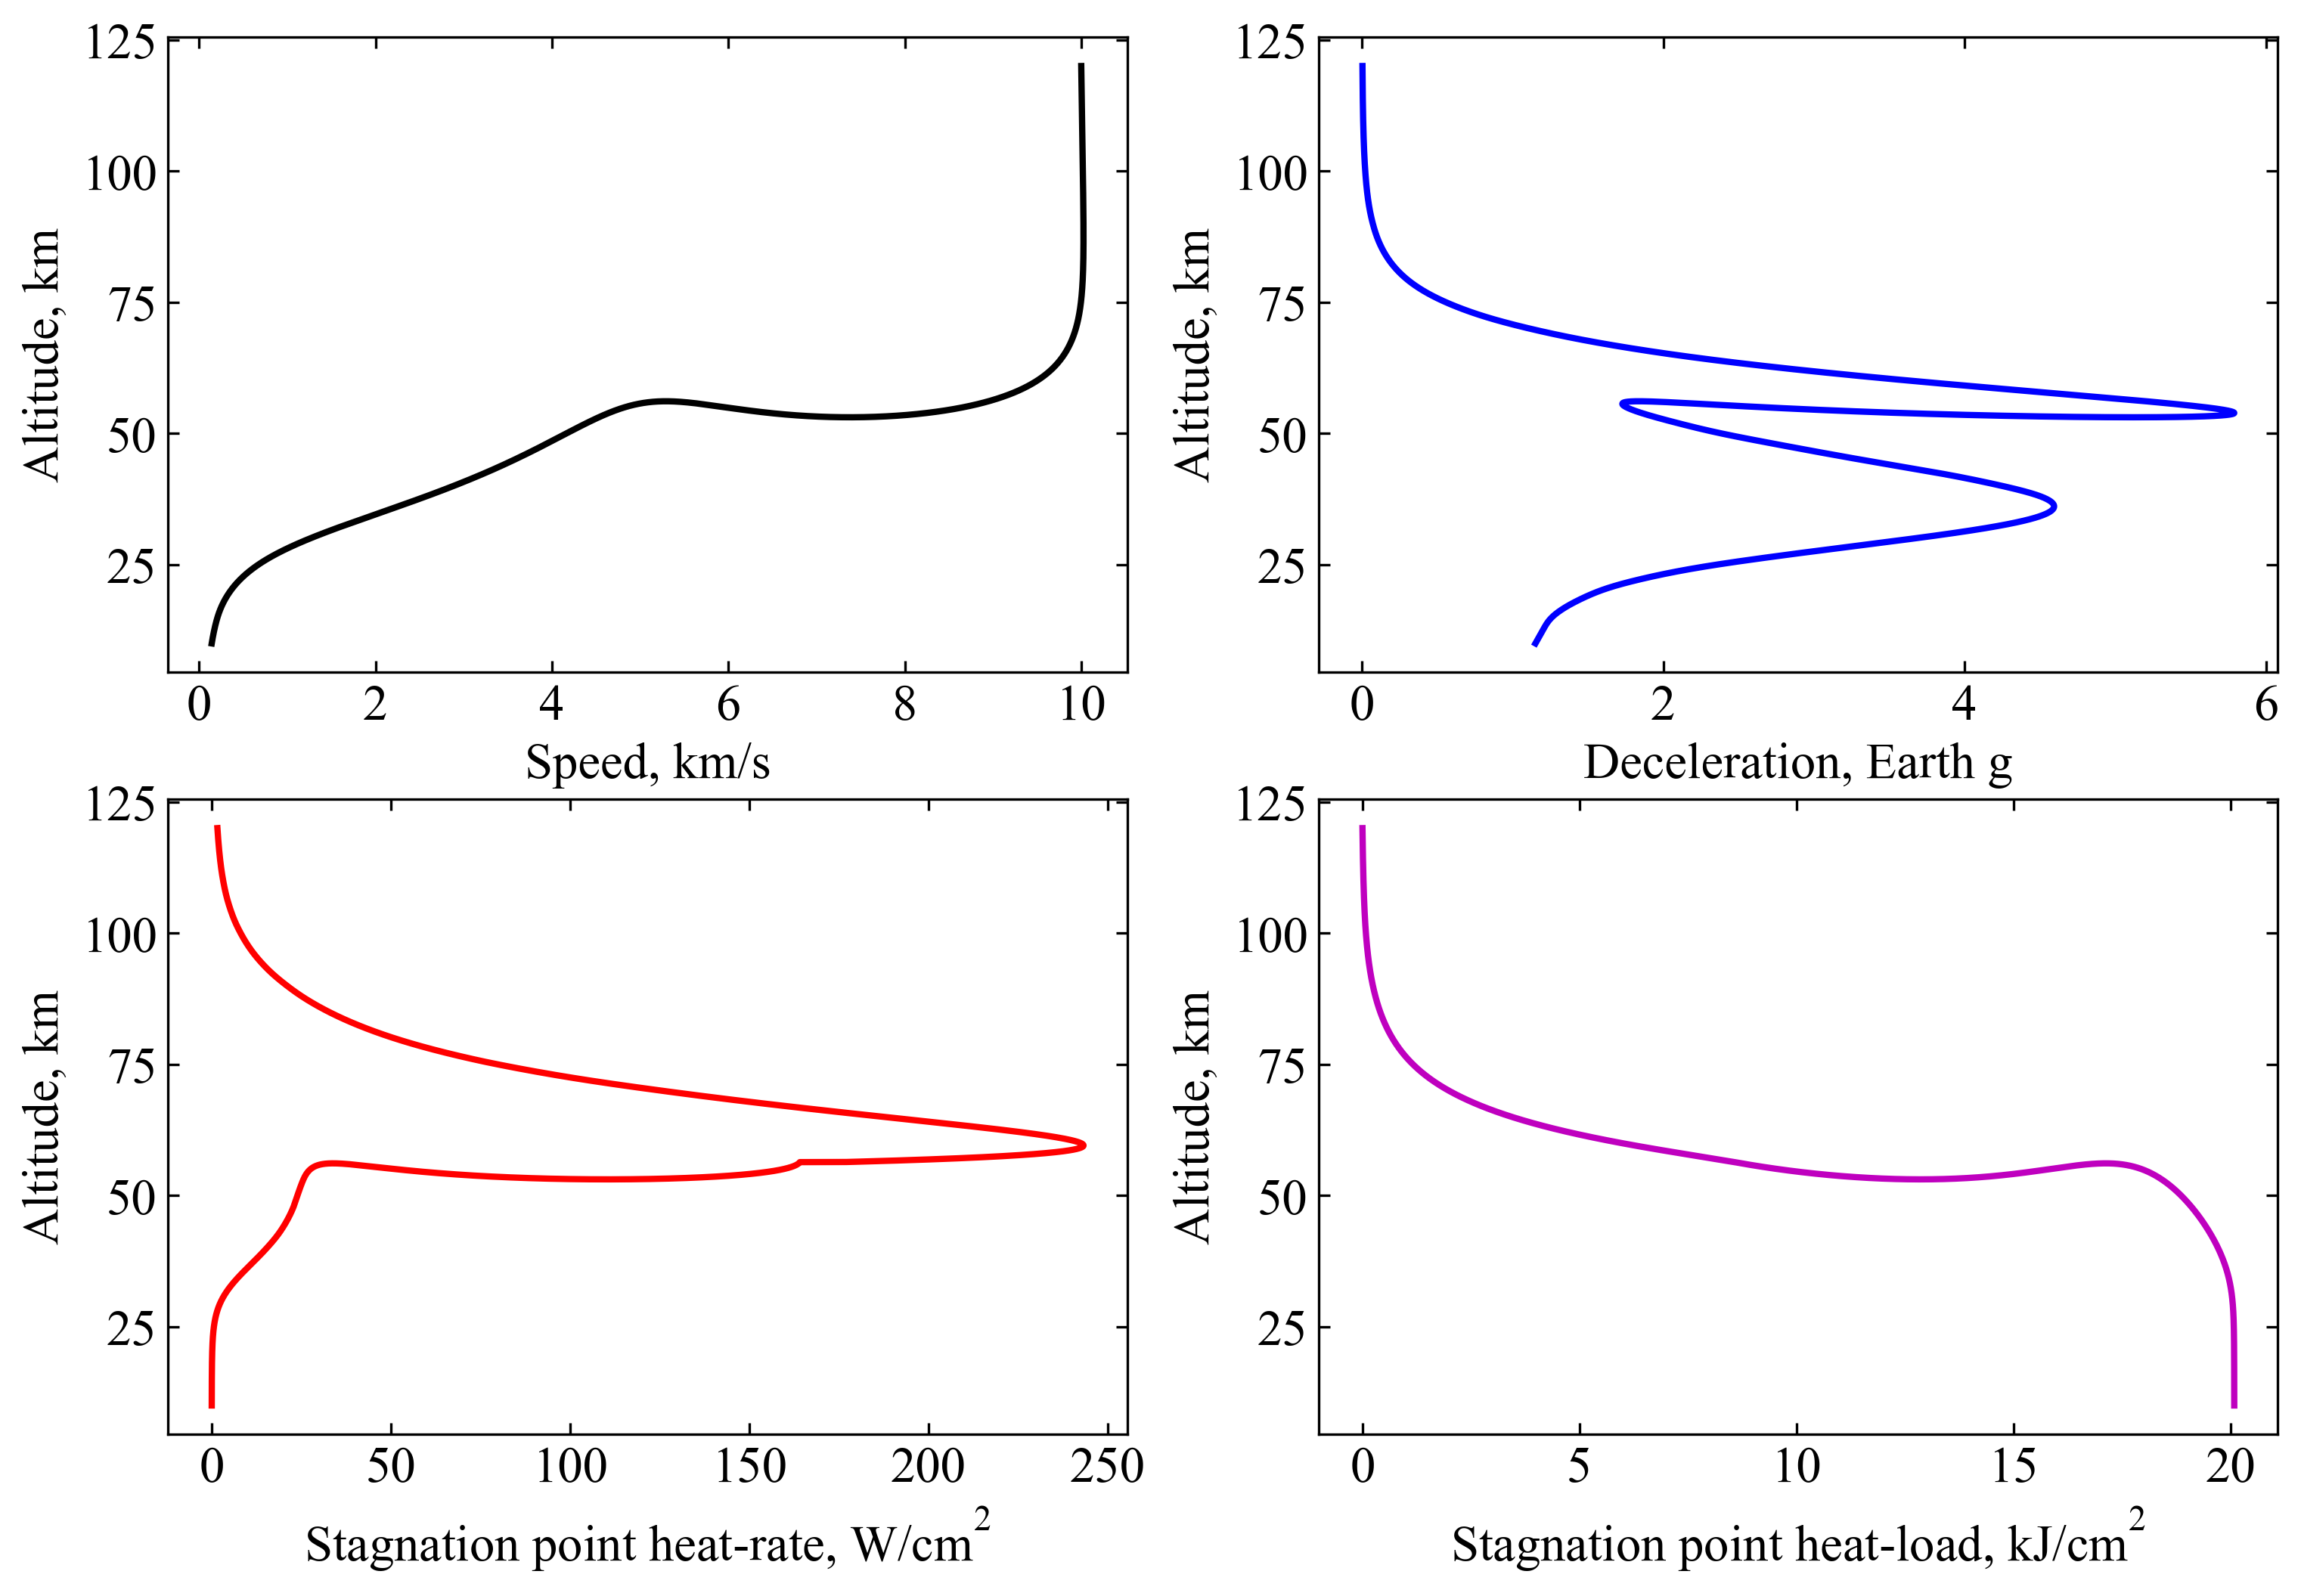 125
100
75
50
25
Altitude, km
0 2 4 6 8 10
Speed, km/s
125
100
75
50
25
Altitude, km
0 2 4 6
Deceleration, Earth g
125
100
75
50
25
Altitude, km
0 50 100 150 200 250
Stagnation point heat-rate, W/cm²
125
100
75
50
25
Altitude, km
0 5 10 15 20
Stagnation point heat-load, kJ/cm²